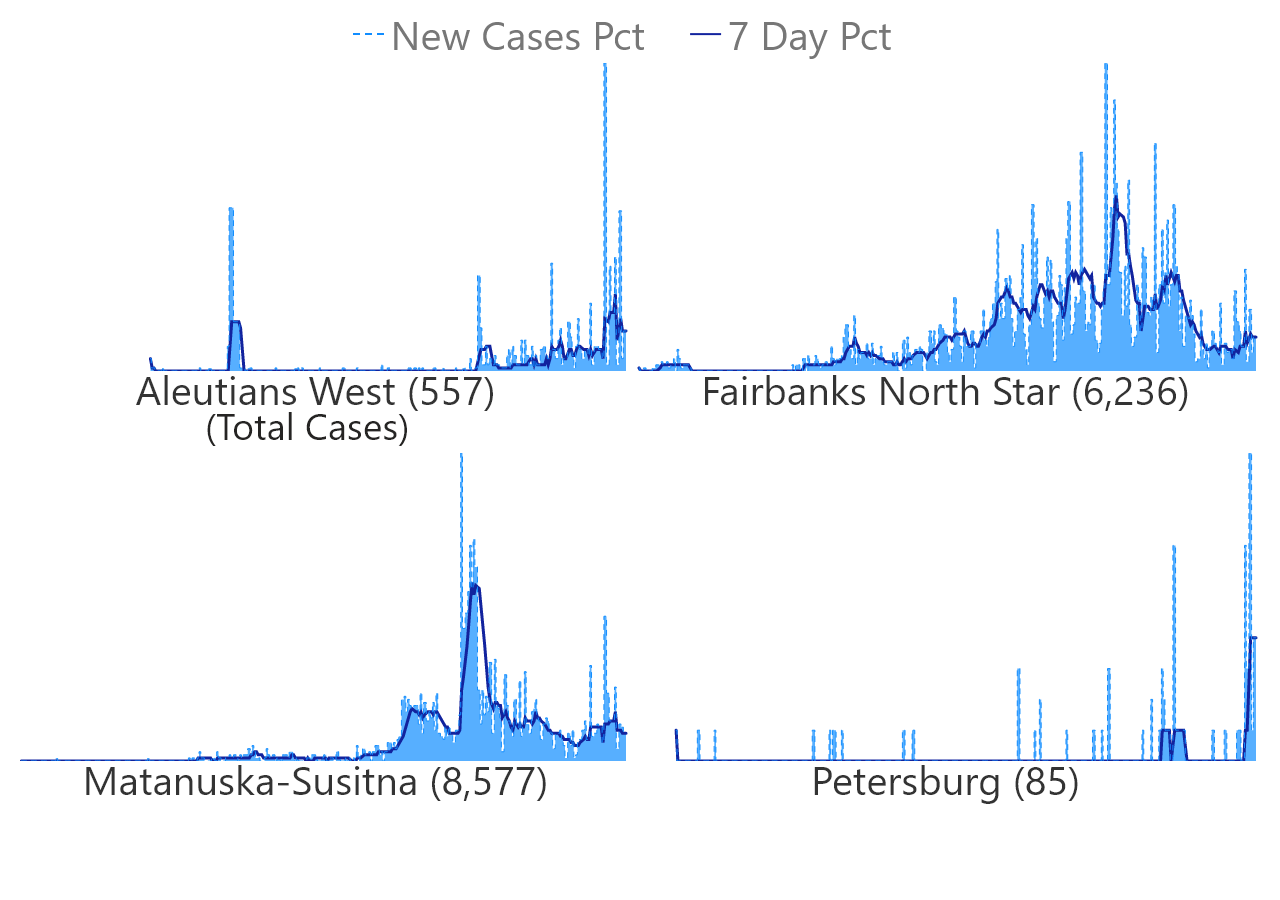 New Cases Pct 7 Day Pct
Aleutians West (557) Fairbanks North Star (6,236)
(Total Cases)
Matanuska-Susitna (8,577) Petersburg (85)